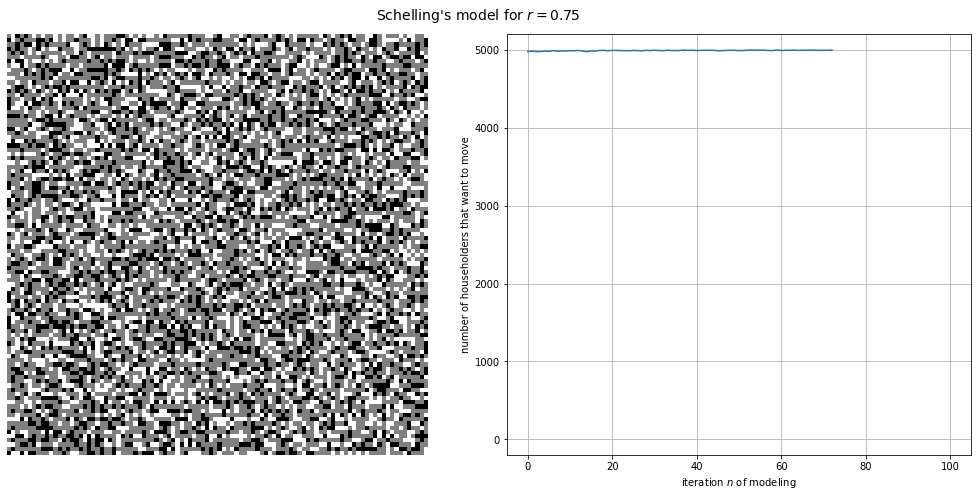 Schelling's model for r = 0.75
number of householders that want to move
5000
4000
3000
2000
1000
0
0 20 40 60 80 100
iteration n of modeling